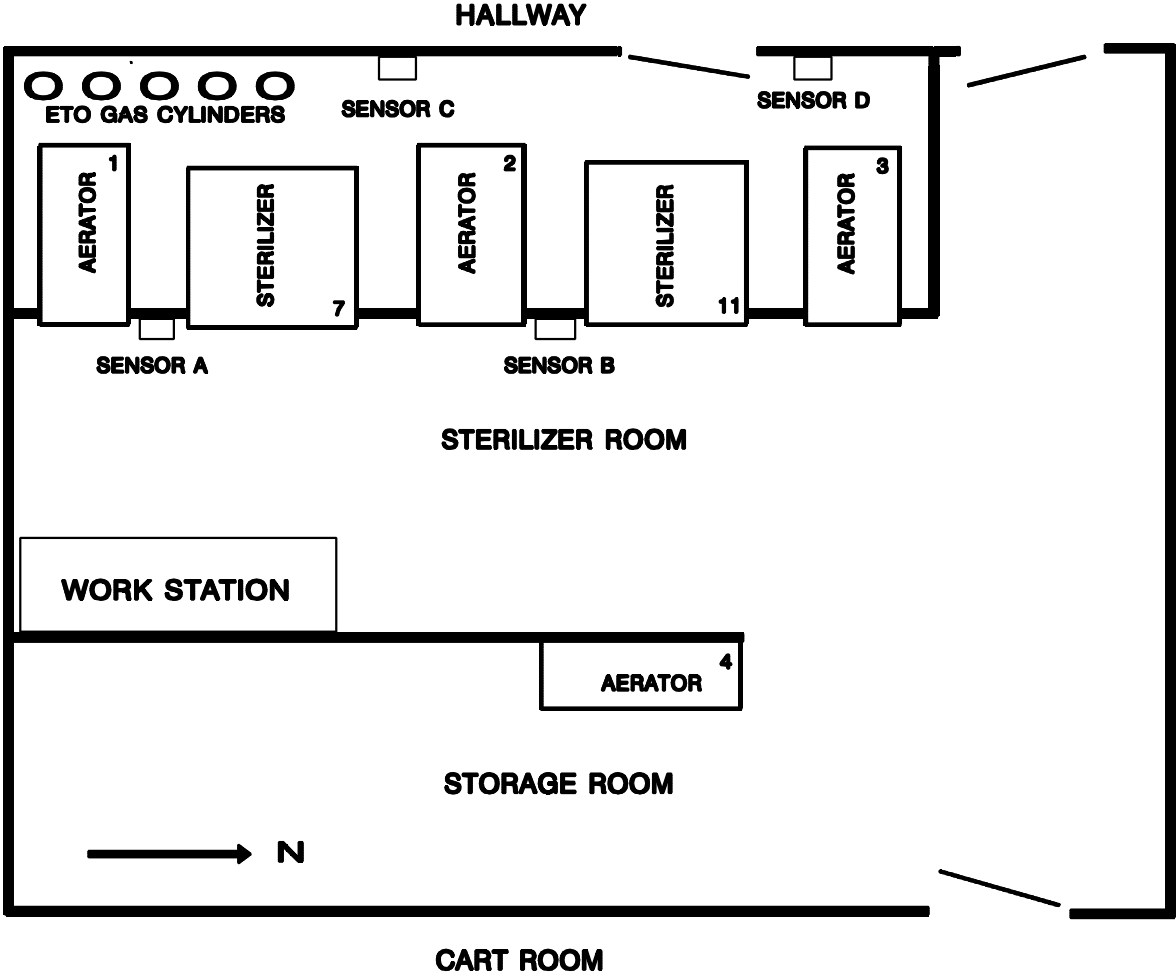 HALLWAY
SENSOR C
SENSOR D
ETO GAS CYLINDERS
1
AERATOR
STERILIZER
7
2
AERATOR
STERILIZER
11
3
AERATOR
SENSOR A
SENSOR B
STERILIZER ROOM
WORK STATION
4
AERATOR
STORAGE ROOM
N
CART ROOM